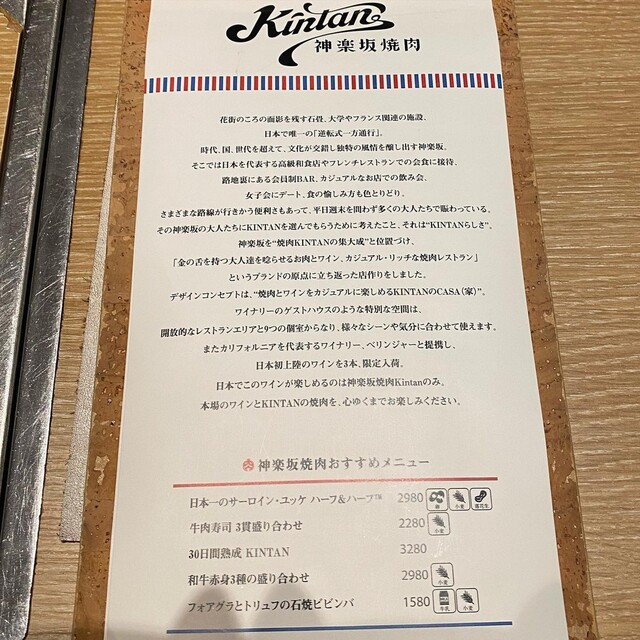 Kintan
神楽坂焼肉
花街のころの面影を残す石畳、大学やフランス関連の施設、
日本で唯一の「逆転式一方通行」。
時代、国、世代を超えて、文化が交錯し独特の風情を醸し出す神楽坂。
そこでは日本を代表する高級和食店やフレンチレストランでの会食に接待、
路地裏にある会員制BAR、カジュアルなお店での飲み会。
女子会にデート、食の愉しみ方も色とりどり。
さまざまな路線が行きかう便利さもあって、平日週末を問わず多くの大人たちで賑わっている。
その神楽坂の大人たちにKINTANを選んでもらうために考えたこと、それは“KINTANらしさ”。
神楽坂を“焼肉KINTANの集大成”と位置づけ、
「金の舌を持つ大人達を唸らせるお肉とワイン、カジュアル・リッチな焼肉レストラン」
というブランドの原点に立ち返った店作りをしました。
デザインコンセプトは、“焼肉とワインをカジュアルに楽しめるKINTANのCASA（家）”。
ワイナリーのゲストハウスのような特別な空間は、
開放的なレストランエリアと9つの個室からなり、様々なシーンや気分に合わせて使えます。
またカリフォルニアを代表するワイナリー、ベリンジャーと提携し、
日本初上陸のワインを3本、限定入荷。
日本でこのワインが楽しめるのは神楽坂焼肉Kintanのみ。
本場のワインとKINTANの焼肉を、心ゆくまでお楽しみください。
神楽坂焼肉おすすめメニュー
日本一のサーロイン・ユッケ ハーフ&ハーフ 2980 卵 小麦 落花生
牛肉寿司 3貫盛り合わせ 2280 小麦
30日間熟成 KINTAN 3280
和牛赤身3種の盛り合わせ 2980 小麦
フォアグラとトリュフの石焼ビビンバ 1580 牛乳 小麦